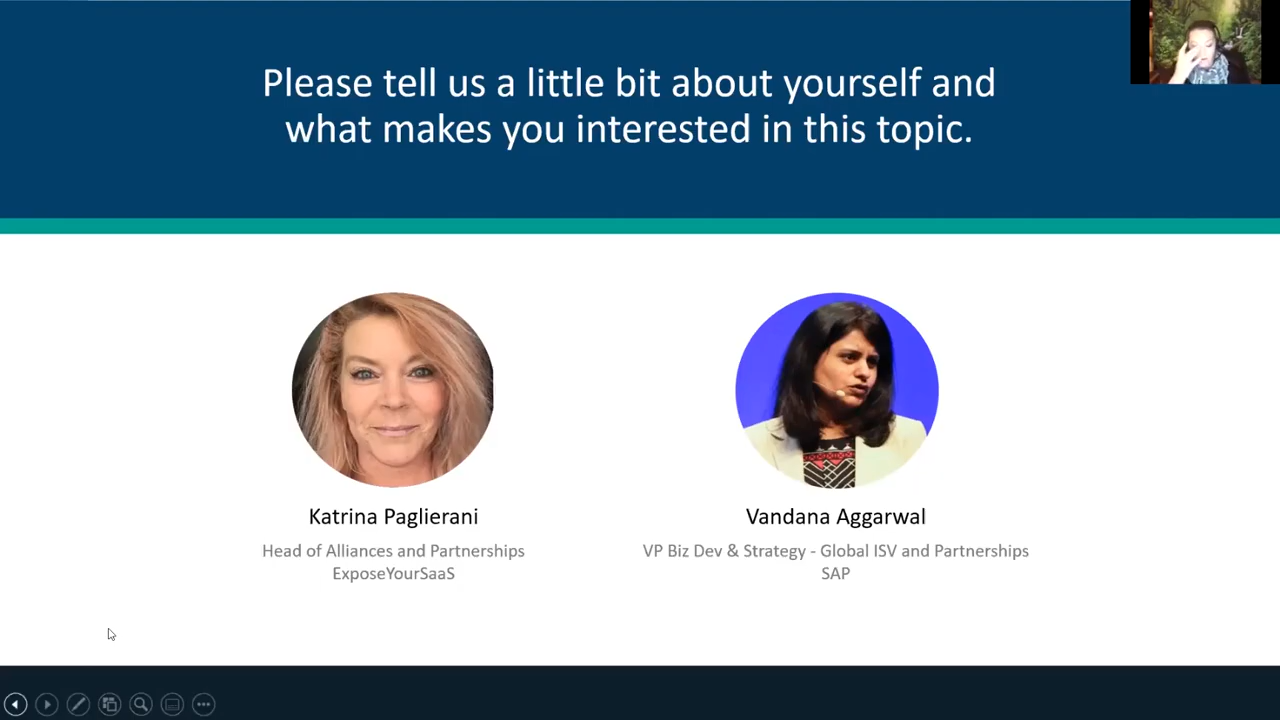 Please tell us a little bit about yourself and
what makes you interested in this topic.
Katrina Paglierani
Head of Alliances and Partnerships
ExposeYourSaaS
Vandana Aggarwal
VP Biz Dev & Strategy - Global ISV and Partnerships
SAP